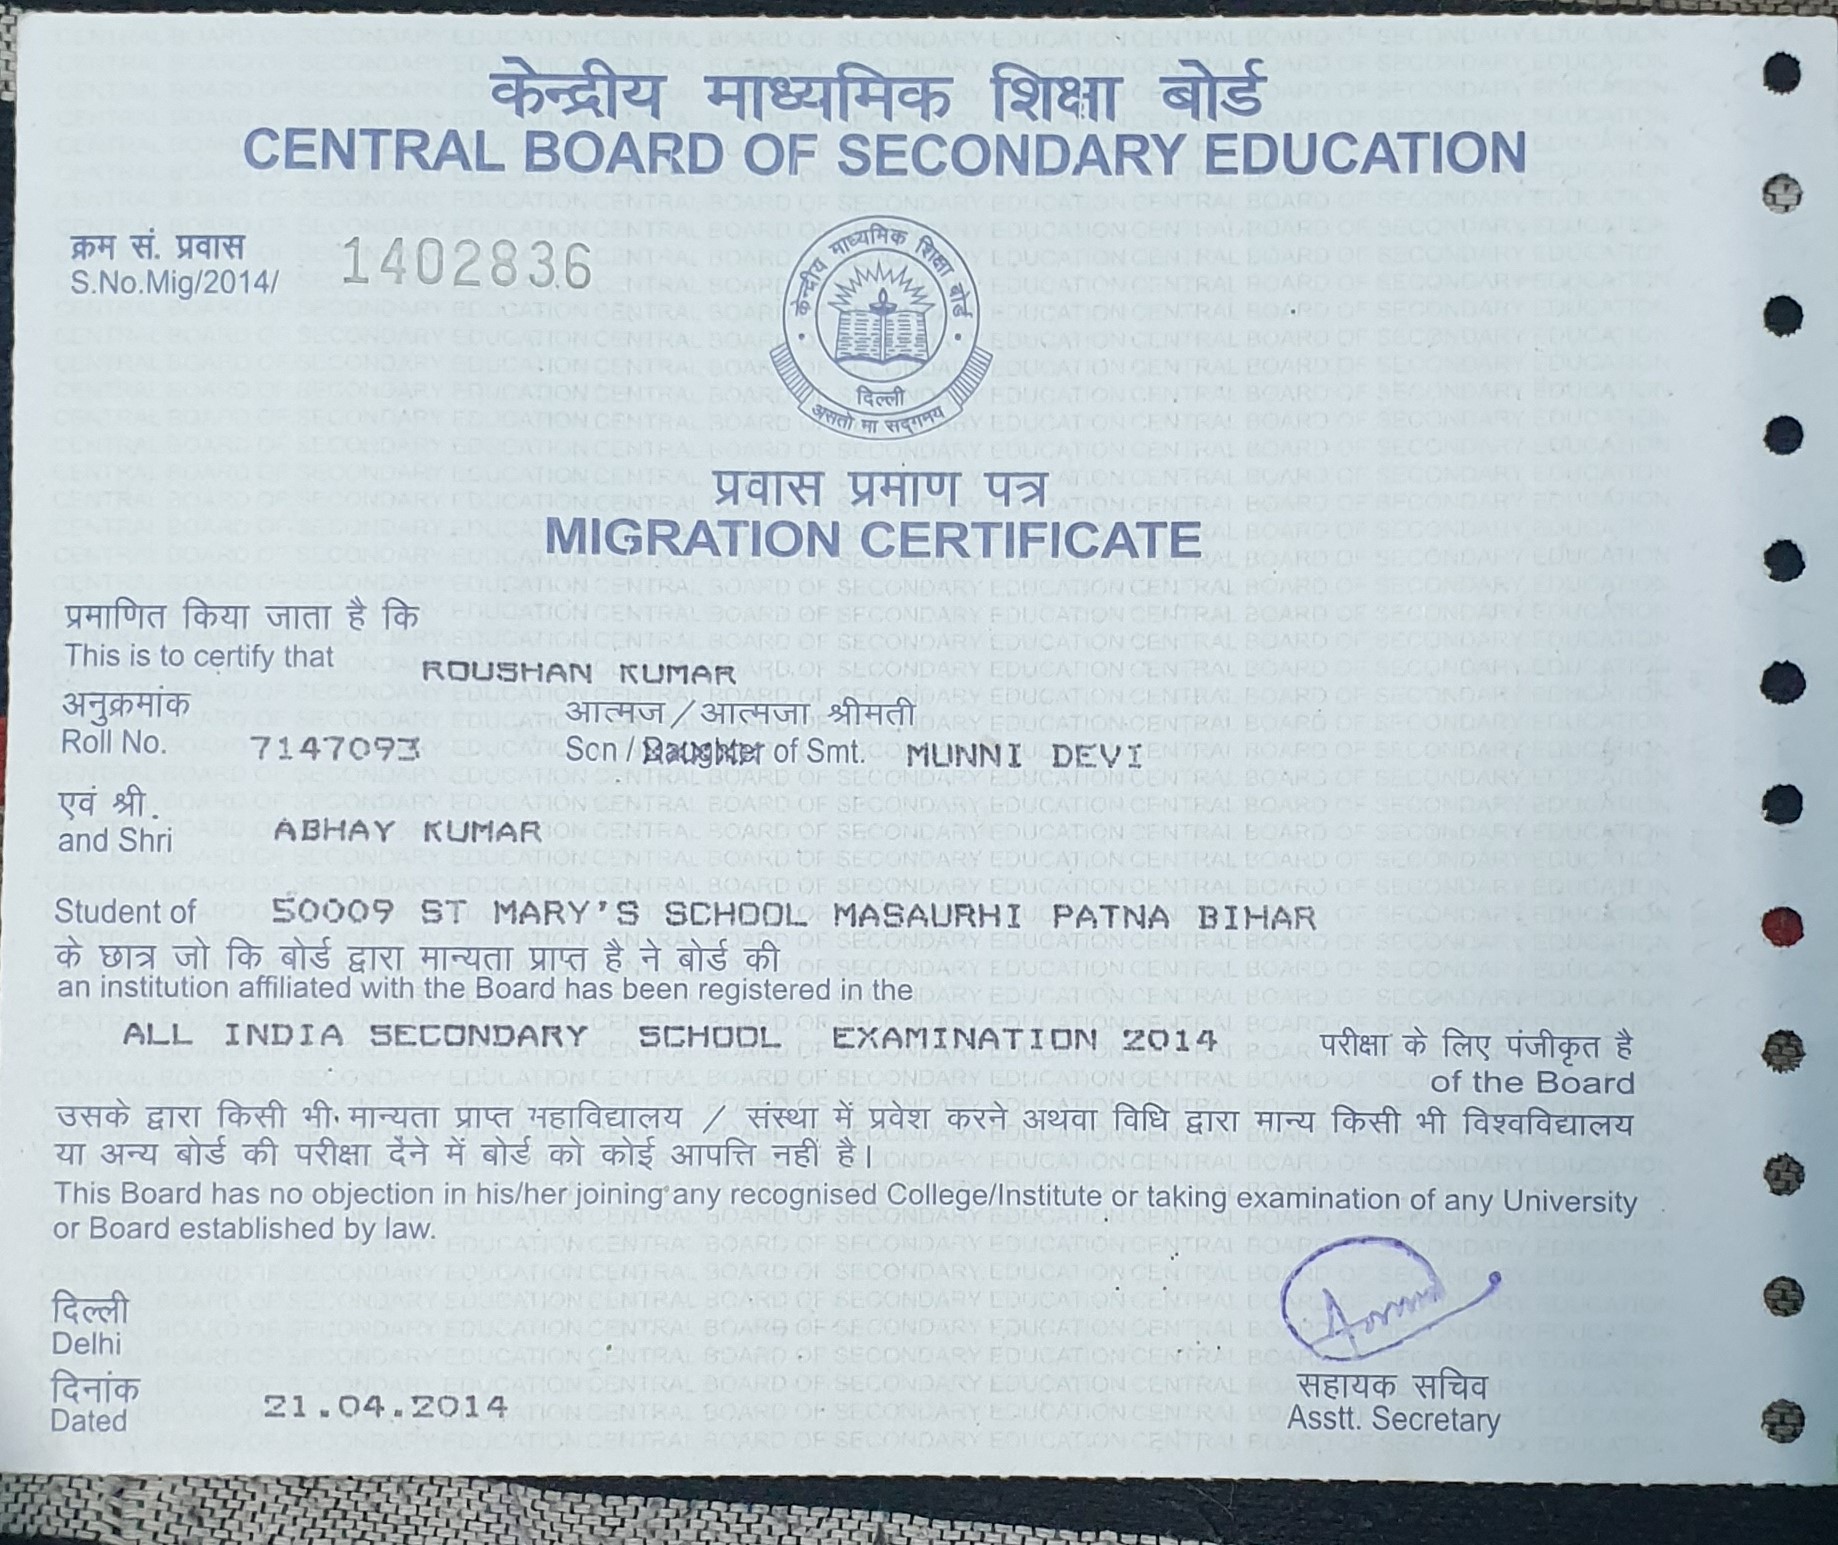 केन्द्रीय माध्यमिक शिक्षा बोर्ड
CENTRAL BOARD OF SECONDARY EDUCATION
क्रम सं. प्रवास
S.No.Mig/2014/ 1402836
केन्द्रीय माध्यमिक शिक्षा बोर्ड
दिल्ली
असतो मा सद्गमय
प्रवास प्रमाण पत्र
MIGRATION CERTIFICATE
प्रमाणित किया जाता है कि
This is to certify that ROUSHAN KUMAR
अनुक्रमांक आत्मज/आत्मजा श्रीमती
Roll No. 7147093 Son / Daughter of Smt. MUNNI DEVI
एवं श्री
and Shri ABHAY KUMAR
Student of 50009 ST MARY'S SCHOOL MASAURHI PATNA BIHAR
के छात्र जो कि बोर्ड द्वारा मान्यता प्राप्त है ने बोर्ड की
an institution affiliated with the Board has been registered in the
ALL INDIA SECONDARY SCHOOL EXAMINATION 2014 परीक्षा के लिए पंजीकृत है
of the Board
उसके द्वारा किसी भी मान्यता प्राप्त महाविद्यालय / संस्था में प्रवेश करने अथवा विधि द्वारा मान्य किसी भी विश्वविद्यालय
या अन्य बोर्ड की परीक्षा देंने में बोर्ड को कोई आपत्ति नहीं है।
This Board has no objection in his/her joining any recognised College/Institute or taking examination of any University
or Board established by law.
दिल्ली
Delhi
दिनांक
Dated 21.04.2014
सहायक सचिव
Asstt. Secretary